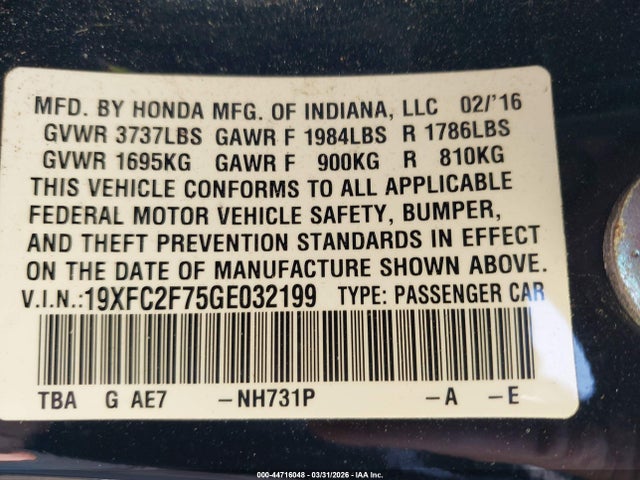 MFD. BY HONDA MFG. OF INDIANA, LLC 02/'16
GVWR 3737LBS GAWR F 1984LBS R 1786LBS
GVWR 1695KG GAWR F 900KG R 810KG
THIS VEHICLE CONFORMS TO ALL APPLICABLE
FEDERAL MOTOR VEHICLE SAFETY, BUMPER,
AND THEFT PREVENTION STANDARDS IN EFFECT
ON THE DATE OF MANUFACTURE SHOWN ABOVE.
V.I.N.:19XFC2F75GE032199 TYPE: PASSENGER CAR
TBA G AE7 -NH731P -A -E
000-44716048 - 03/31/2026 - IAA Inc.